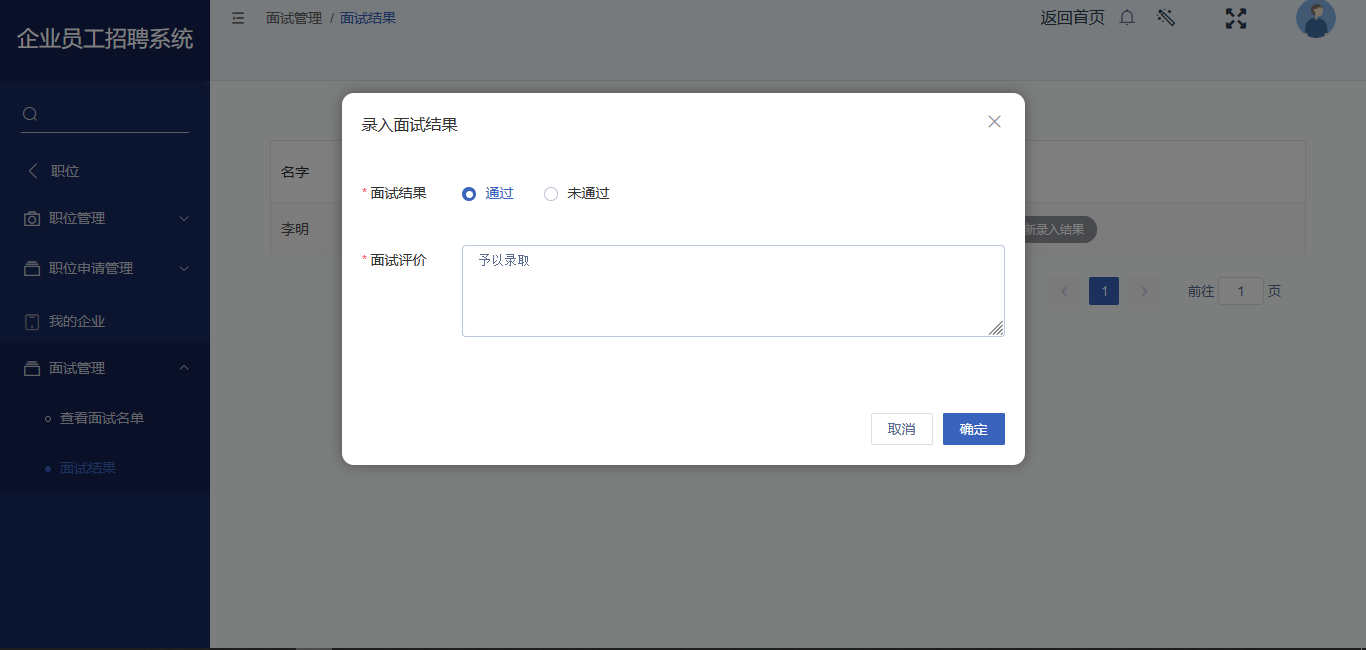 企业员工招聘系统
面试管理 / 面试结果
返回首页
职位
职位管理
职位申请管理
我的企业
面试管理
查看面试名单
面试结果
名字
李明
新录入结果
1
前往 1 页
录入面试结果
* 面试结果 通过 未通过
* 面试评价 予以录取
取消 确定